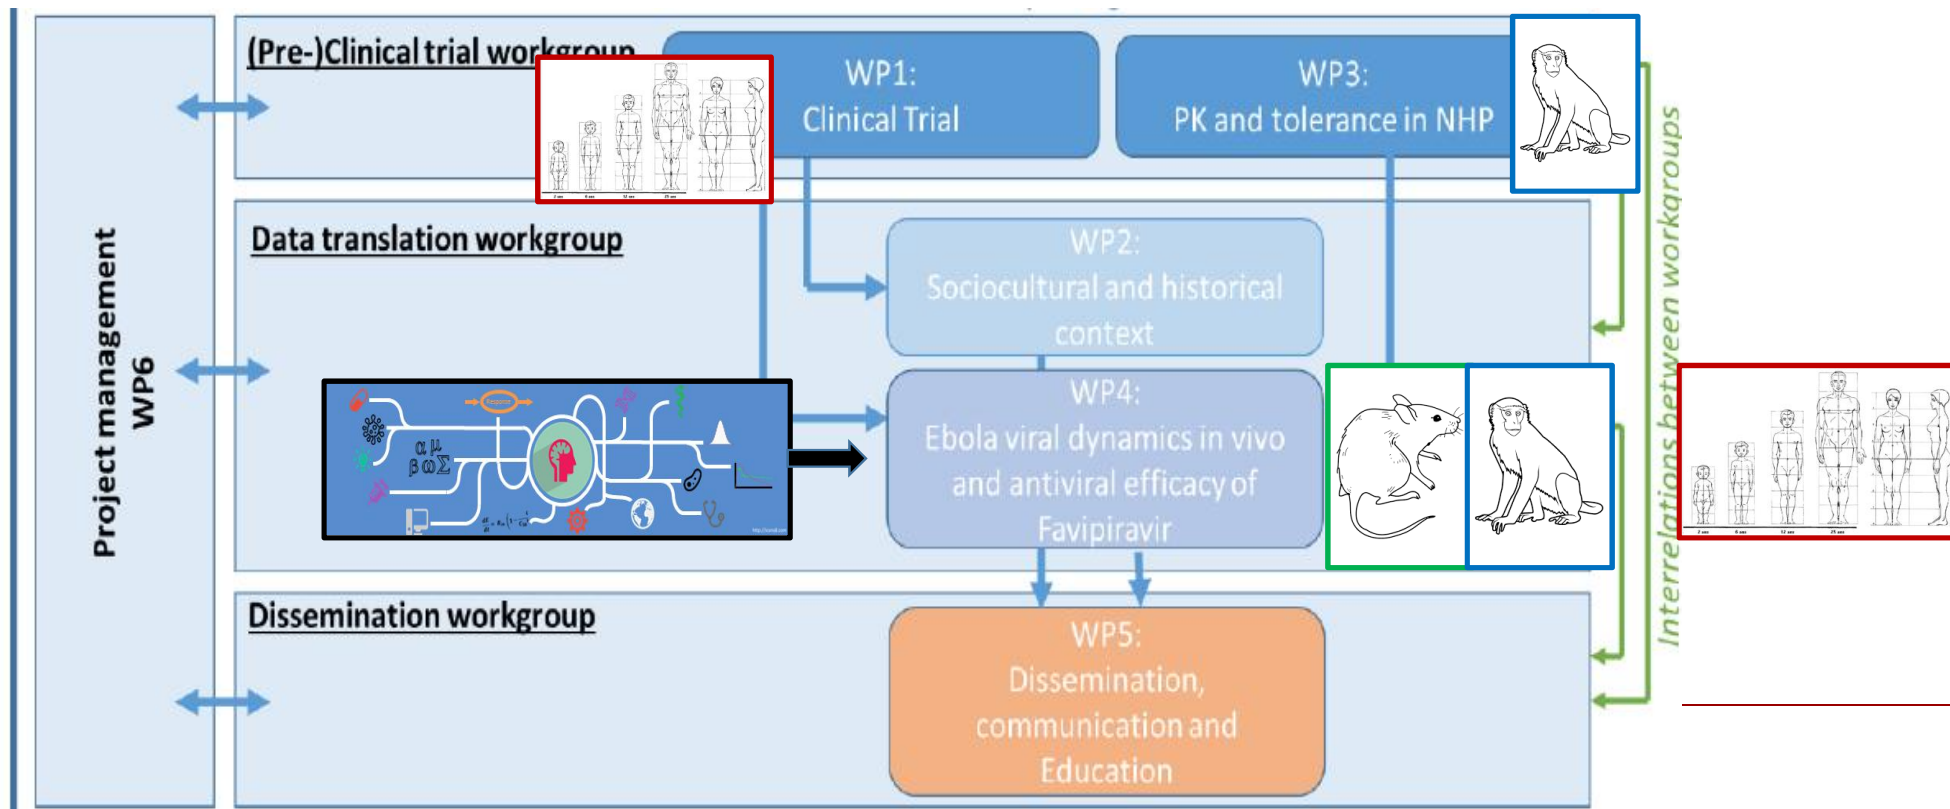 (Pre-)Clinical trial workgroup
WP1:
Clinical Trial
WP3:
PK and tolerance in NHP
Project management
WP6
Data translation workgroup
WP2:
Sociocultural and historical
context
Response
α μ
β ω Σ
WP4:
Ebola viral dynamics in vivo
and antiviral efficacy of
Favipiravir
Dissemination workgroup
WP5:
Dissemination,
communication and
Education
Interrelations between workgroups